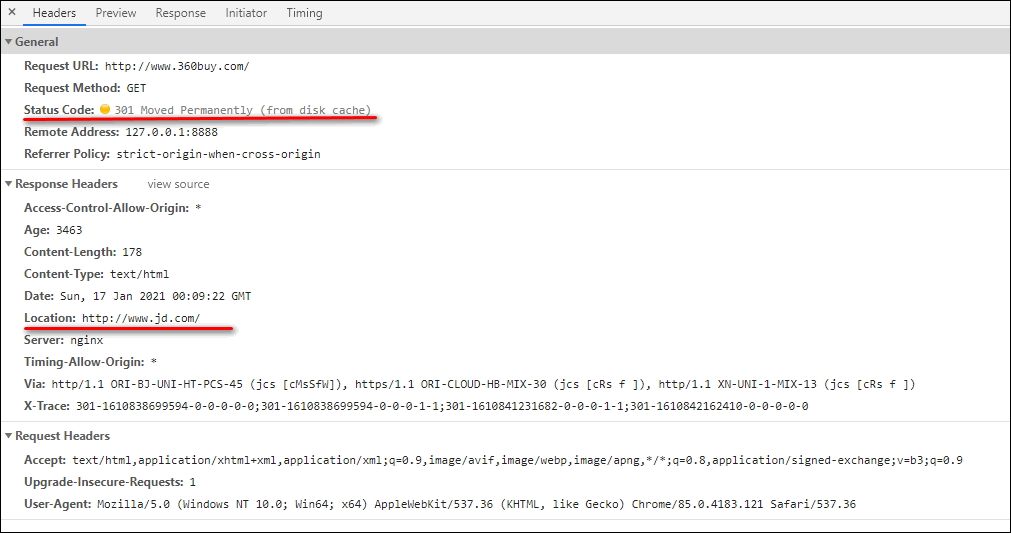 × Headers Preview Response Initiator Timing
▼ General
Request URL: http://www.360buy.com/
Request Method: GET
Status Code: 301 Moved Permanently (from disk cache)
Remote Address: 127.0.0.1:8888
Referrer Policy: strict-origin-when-cross-origin
▼ Response Headers view source
Access-Control-Allow-Origin: *
Age: 3463
Content-Length: 178
Content-Type: text/html
Date: Sun, 17 Jan 2021 00:09:22 GMT
Location: http://www.jd.com/
Server: nginx
Timing-Allow-Origin: *
Via: http/1.1 ORI-BJ-UNI-HT-PCS-45 (jcs [cMsSfW]), https/1.1 ORI-CLOUD-HB-MIX-30 (jcs [cRs f ]), http/1.1 XN-UNI-1-MIX-13 (jcs [cRs f ])
X-Trace: 301-1610838699594-0-0-0-0-0;301-1610838699594-0-0-0-1-1;301-1610841231682-0-0-0-1-1;301-1610842162410-0-0-0-0-0
▼ Request Headers
Accept: text/html,application/xhtml+xml,application/xml;q=0.9,image/avif,image/webp,image/apng,*/*;q=0.8,application/signed-exchange;v=b3;q=0.9
Upgrade-Insecure-Requests: 1
User-Agent: Mozilla/5.0 (Windows NT 10.0; Win64; x64) AppleWebKit/537.36 (KHTML, like Gecko) Chrome/85.0.4183.121 Safari/537.36